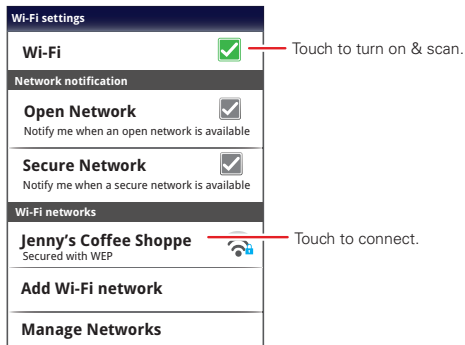 Wi-Fi settings
Wi-Fi
Touch to turn on & scan.
Network notification
Open Network
Notify me when an open network is available
Secure Network
Notify me when a secure network is available
Wi-Fi networks
Jenny's Coffee Shoppe
Secured with WEP
Touch to connect.
Add Wi-Fi network
Manage Networks